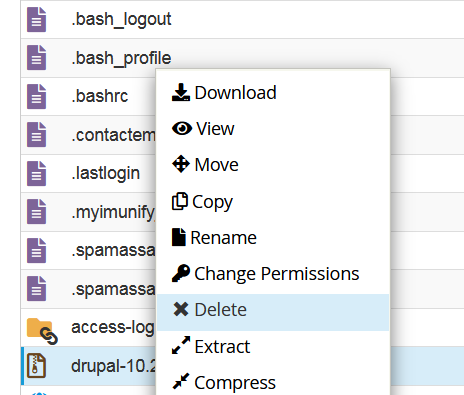 .bash_logout
.bash_profile
.bashrc
.contactem
.lastlogin
.myimunify
.spamassa
.spamassa
access-log
drupal-10.2
Download
View
Move
Copy
Rename
Change Permissions
Delete
Extract
Compress